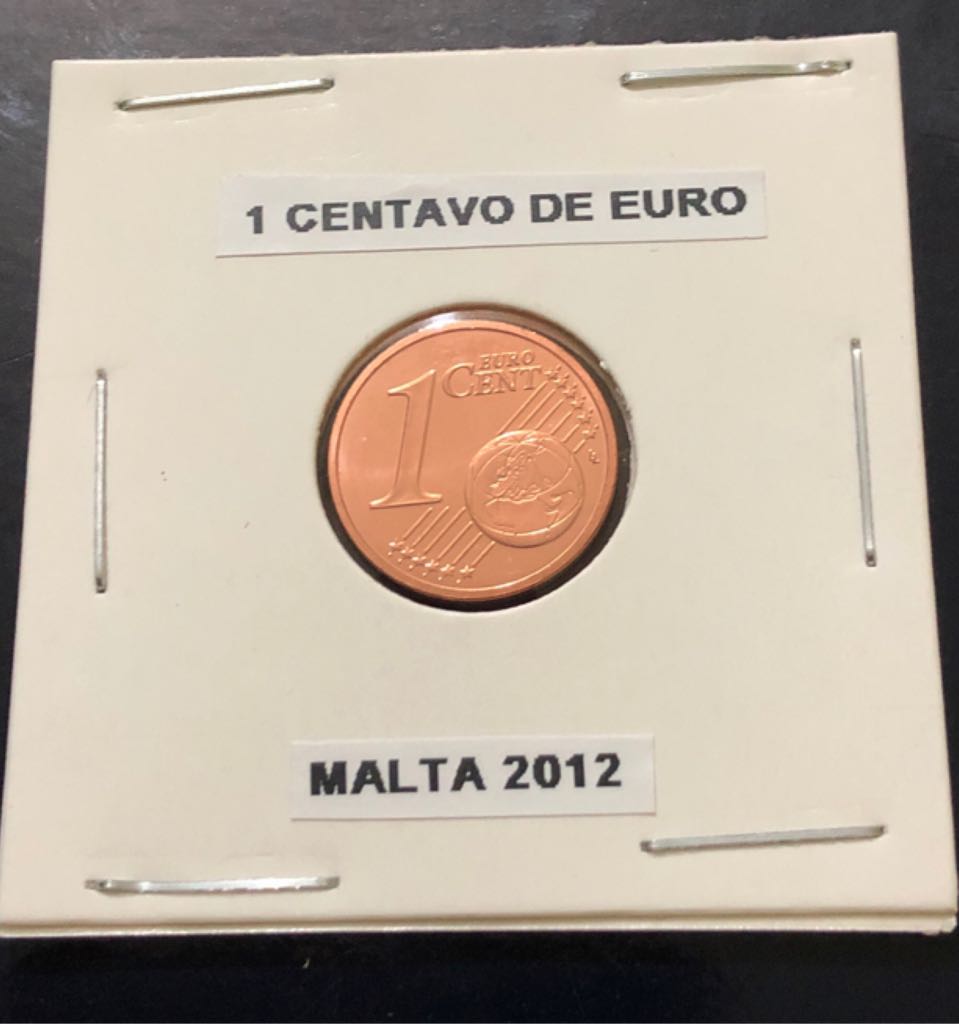 1 CENTAVO DE EURO
1 EURO
CENT
MALTA 2012